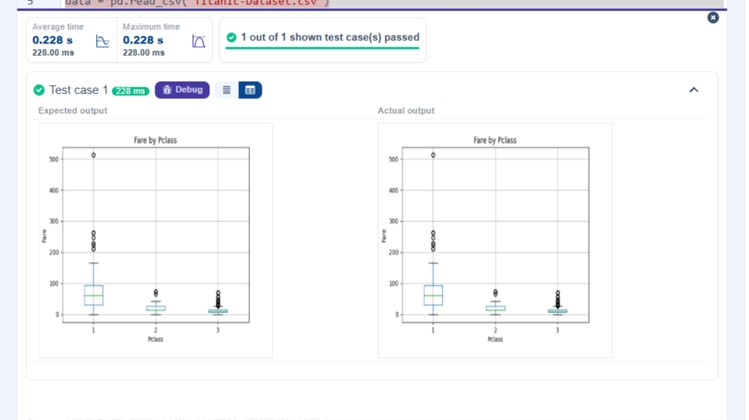 5 data = pd.read_csv('Titanic-Dataset.csv')
Average time
0.228 s
228.00 ms
Maximum time
0.228 s
228.00 ms
1 out of 1 shown test case(s) passed
Test case 1 228 ms Debug
Expected output
Actual output
Fare by Pclass
500
400
300
200
100
0
Fare
1 2 3
Pclass
Fare by Pclass
500
400
300
200
100
0
Fare
1 2 3
Pclass